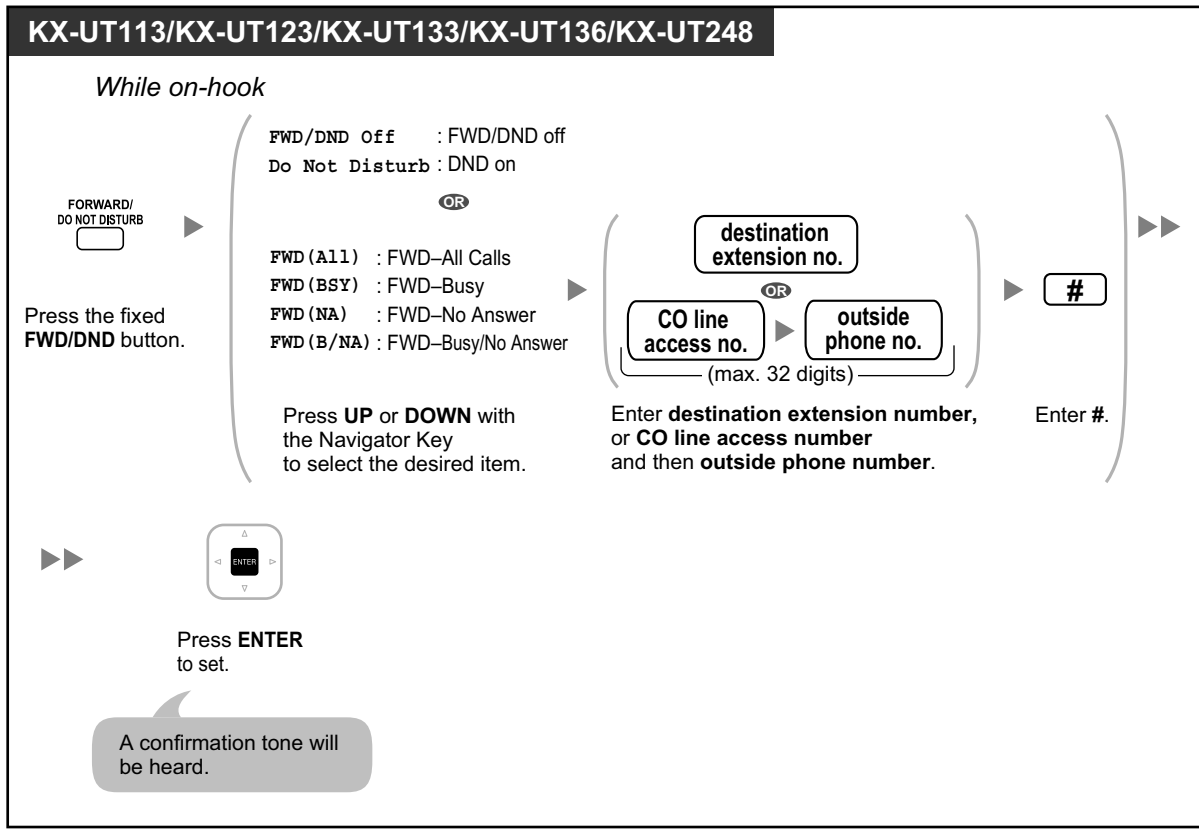 KX-UT113/KX-UT123/KX-UT133/KX-UT136/KX-UT248
While on-hook
FORWARD/
DO NOT DISTURB
Press the fixed
FWD/DND button.
FWD/DND Off : FWD/DND off
Do Not Disturb : DND on
OR
FWD(All) : FWD–All Calls
FWD(BSY) : FWD–Busy
FWD(NA) : FWD–No Answer
FWD(B/NA) : FWD–Busy/No Answer
Press UP or DOWN with
the Navigator Key
to select the desired item.
destination
extension no.
OR
CO line
access no.
outside
phone no.
(max. 32 digits)
Enter destination extension number,
or CO line access number
and then outside phone number.
#
Enter #.
ENTER
Press ENTER
to set.
A confirmation tone will
be heard.